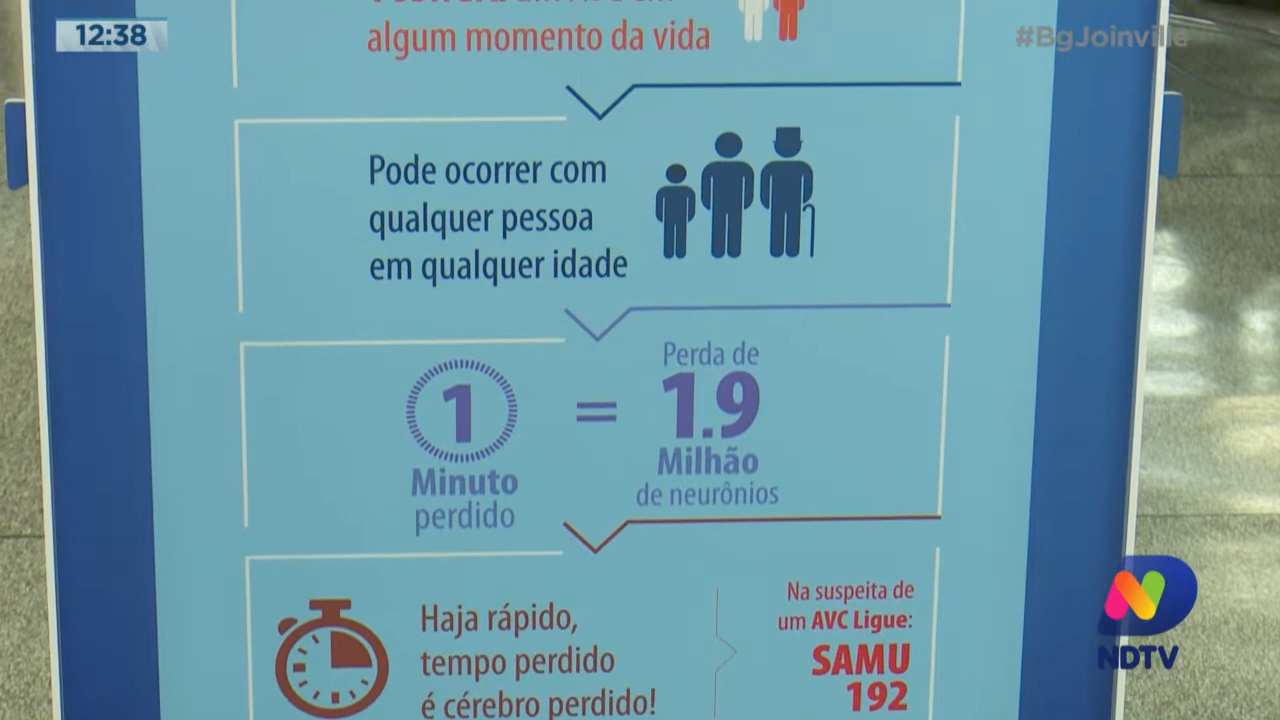 12:38
#BgJoinville
algum momento da vida
Pode ocorrer com
qualquer pessoa
em qualquer idade
1
Minuto
perdido
=
Perda de
1.9
Milhão
de neurônios
Haja rápido,
tempo perdido
é cérebro perdido!
Na suspeita de
um AVC Ligue:
SAMU
192
N
NDTV